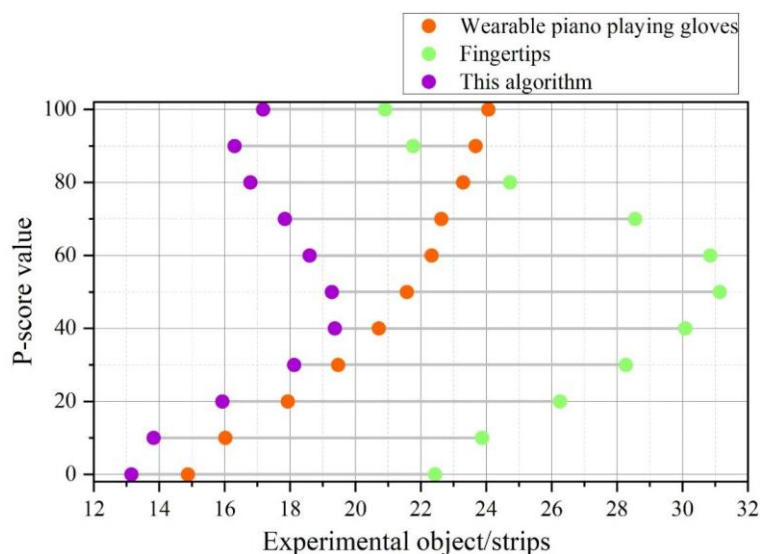 Wearable piano playing gloves
Fingertips
This algorithm
100
80
60
40
20
0
P-score value
12 14 16 18 20 22 24 26 28 30 32
Experimental object/strips